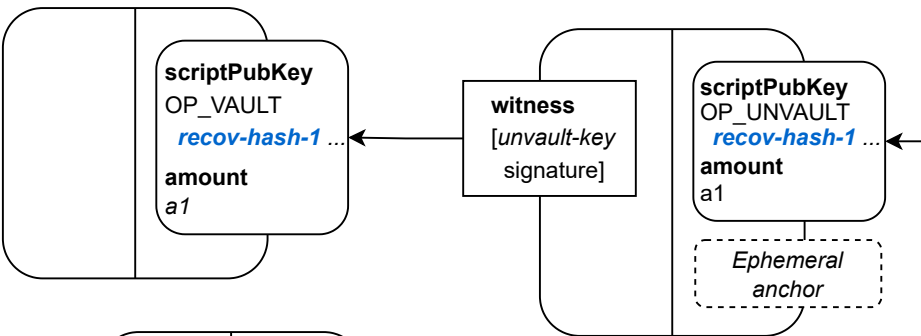 scriptPubKey
OP_VAULT
recov-hash-1 ...
amount
a1
witness
[unvault-key
signature]
scriptPubKey
OP_UNVAULT
recov-hash-1 ...
amount
a1
Ephemeral
anchor